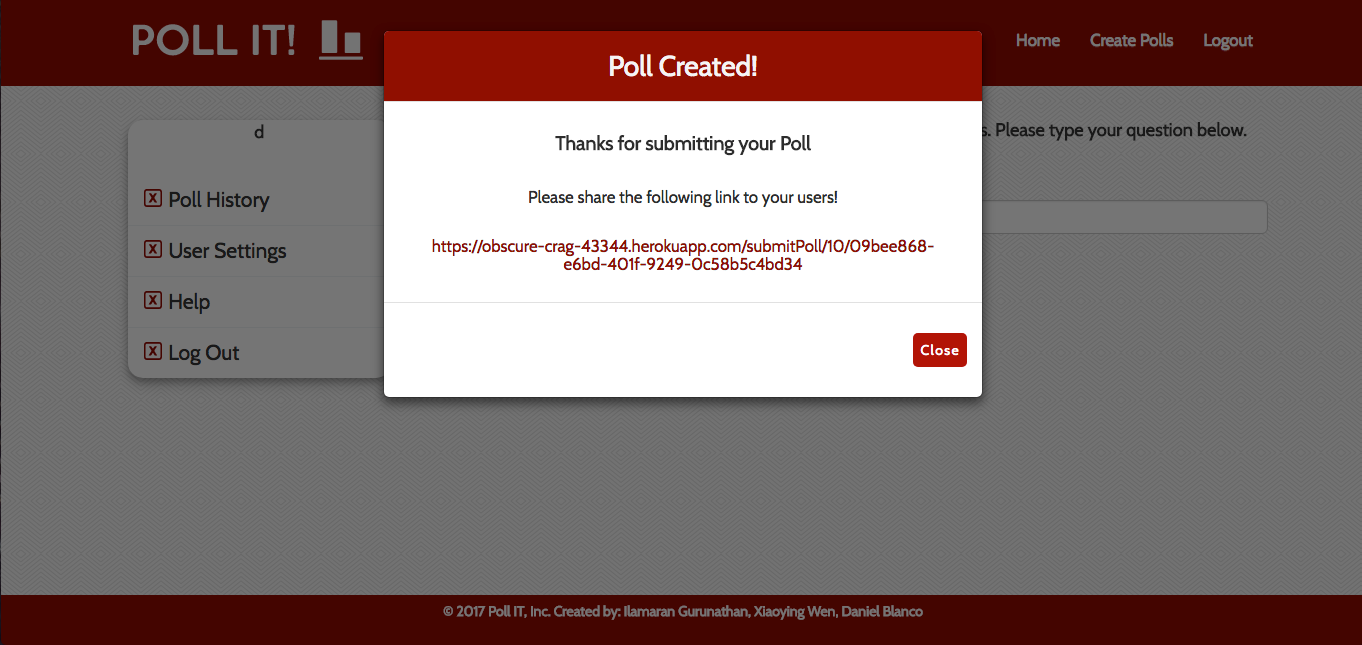 POLL IT!
Home
Create Polls
Logout
Poll Created!
Thanks for submitting your Poll
Please share the following link to your users!
https://obscure-crag-43344.herokuapp.com/submitPoll/10/09bee868-
e6bd-401f-9249-0c58b5c4bd34
Close
d
Poll History
User Settings
Help
Log Out
s. Please type your question below.
© 2017 Poll IT, Inc. Created by: Ilamaran Gurunathan, Xiaoying Wen, Daniel Blanco